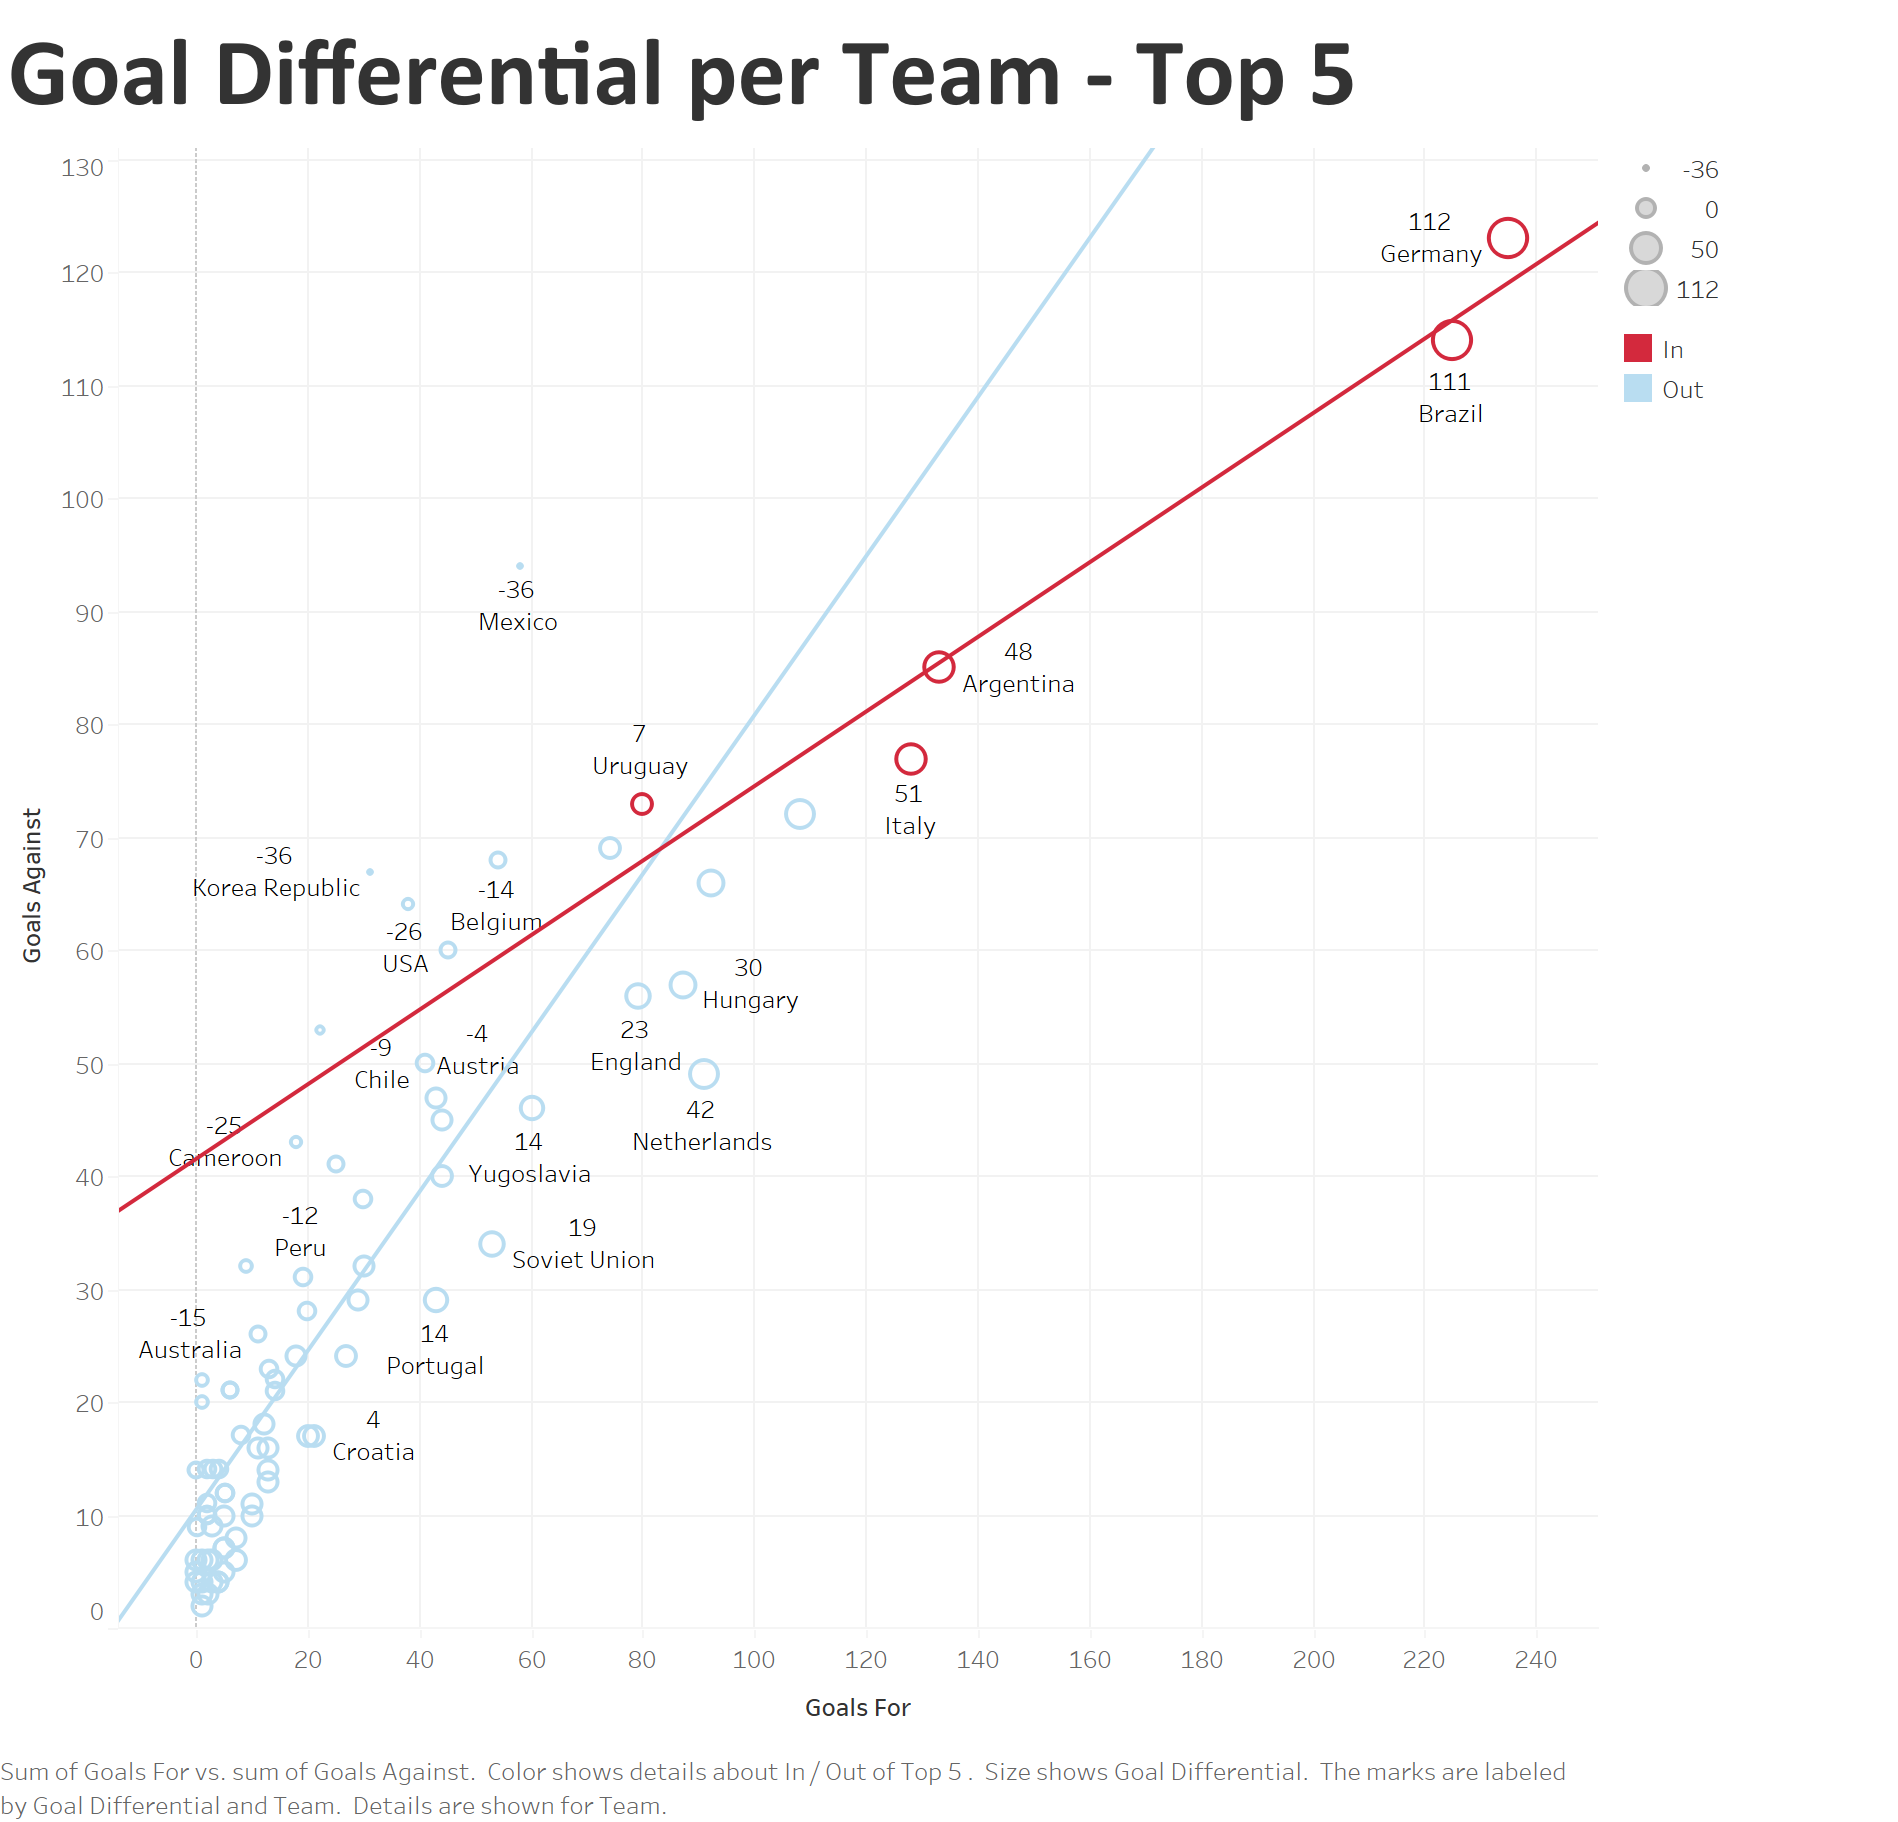 Goal Differential per Team - Top 5
130
120
110
100
90
80
70
60
50
40
30
20
10
0
Goals Against
0
20
40
60
80
100
120
140
160
180
200
220
240
Goals For
112
Germany
111
Brazil
-36
Mexico
48
Argentina
7
Uruguay
51
Italy
-36
Korea Republic
-14
Belgium
-26
USA
30
Hungary
23
England
-4
Austria
-9
Chile
42
Netherlands
14
Yugoslavia
-25
Cameroon
-12
Peru
19
Soviet Union
-15
Australia
14
Portugal
4
Croatia
-36
0
50
112
In
Out
Sum of Goals For vs. sum of Goals Against.  Color shows details about In / Out of Top 5 .  Size shows Goal Differential.  The marks are labeled
by Goal Differential and Team.  Details are shown for Team.